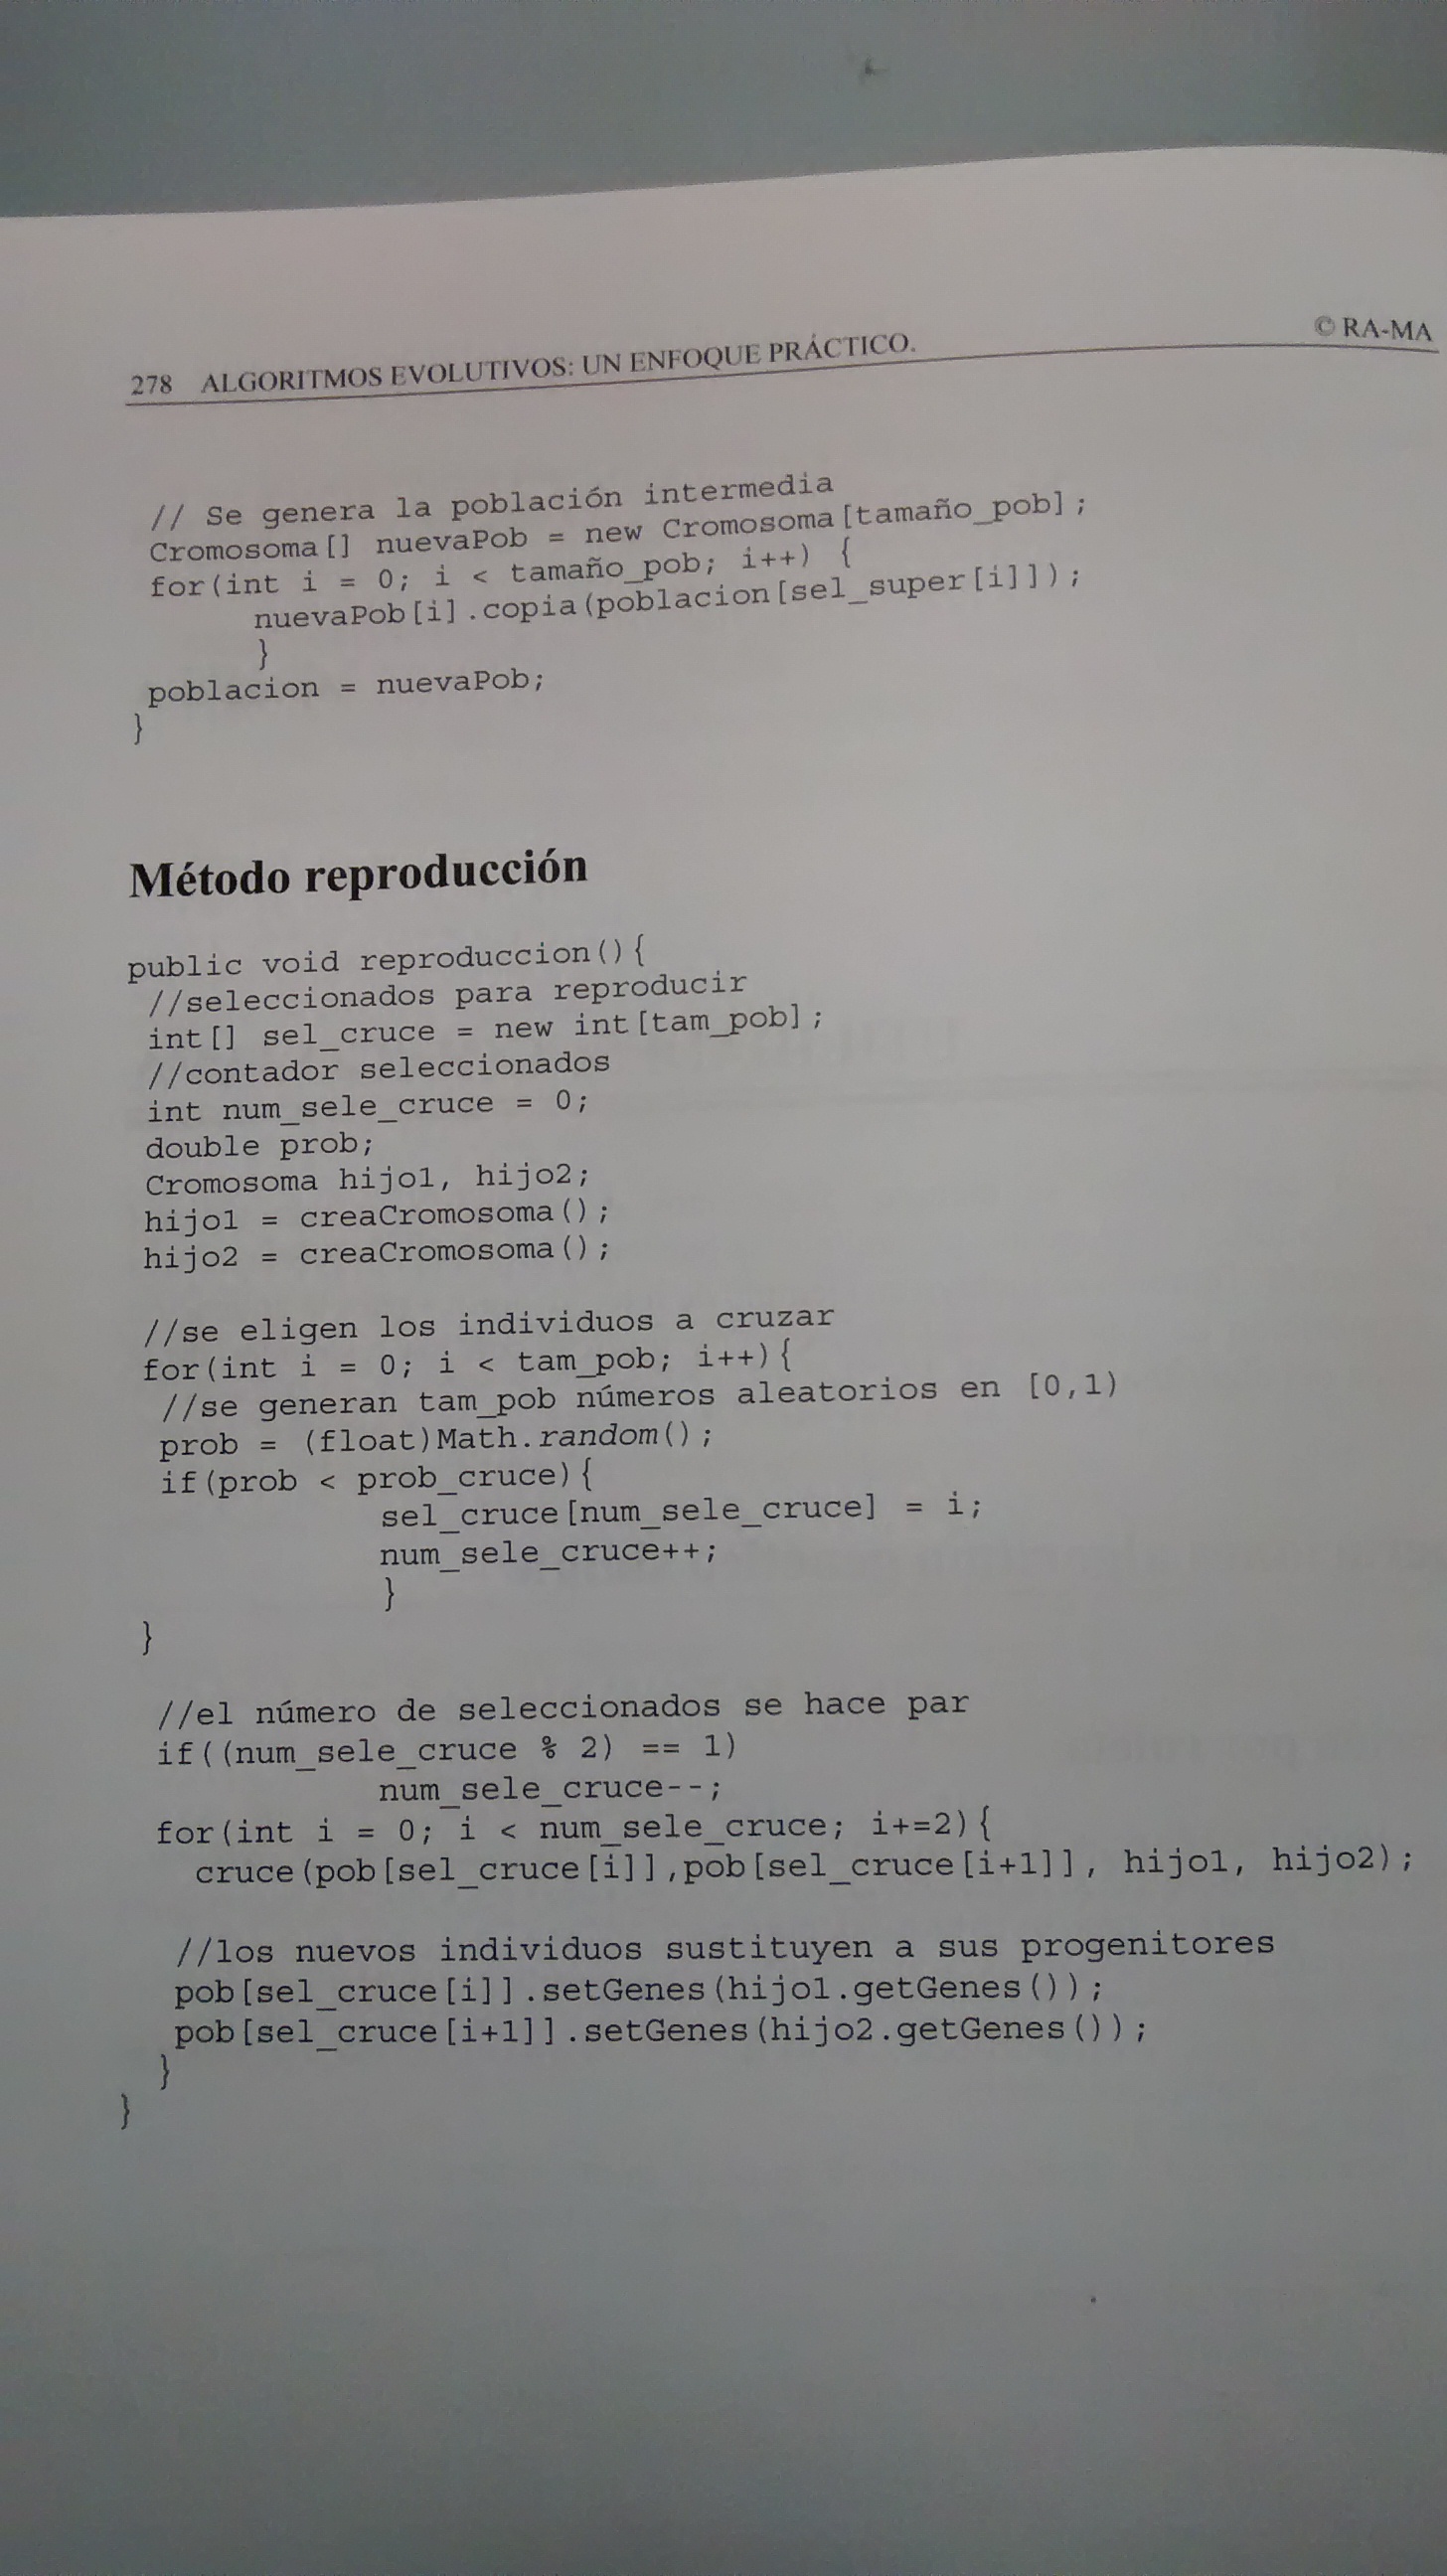 278 ALGORITMOS EVOLUTIVOS: UN ENFOQUE PRÁCTICO. © RA-MA
// Se genera la población intermedia
Cromosoma[] nuevaPob = new Cromosoma[tamaño_pob];
for(int i = 0; i < tamaño_pob; i++) {
nuevaPob[i].copia(poblacion[sel_super[i]]);
}
poblacion = nuevaPob;
}
Método reproducción
public void reproduccion(){
//seleccionados para reproducir
int[] sel_cruce = new int[tam_pob];
//contador seleccionados
int num_sele_cruce = 0;
double prob;
Cromosoma hijo1, hijo2;
hijo1 = creaCromosoma();
hijo2 = creaCromosoma();
//se eligen los individuos a cruzar
for(int i = 0; i < tam_pob; i++){
//se generan tam_pob números aleatorios en [0,1)
prob = (float)Math.random();
if(prob < prob_cruce){
sel_cruce[num_sele_cruce] = i;
num_sele_cruce++;
}
}
//el número de seleccionados se hace par
if((num_sele_cruce % 2) == 1)
num_sele_cruce--;
for(int i = 0; i < num_sele_cruce; i+=2){
cruce(pob[sel_cruce[i]],pob[sel_cruce[i+1]], hijo1, hijo2);
//los nuevos individuos sustituyen a sus progenitores
pob[sel_cruce[i]].setGenes(hijo1.getGenes());
pob[sel_cruce[i+1]].setGenes(hijo2.getGenes());
}
}